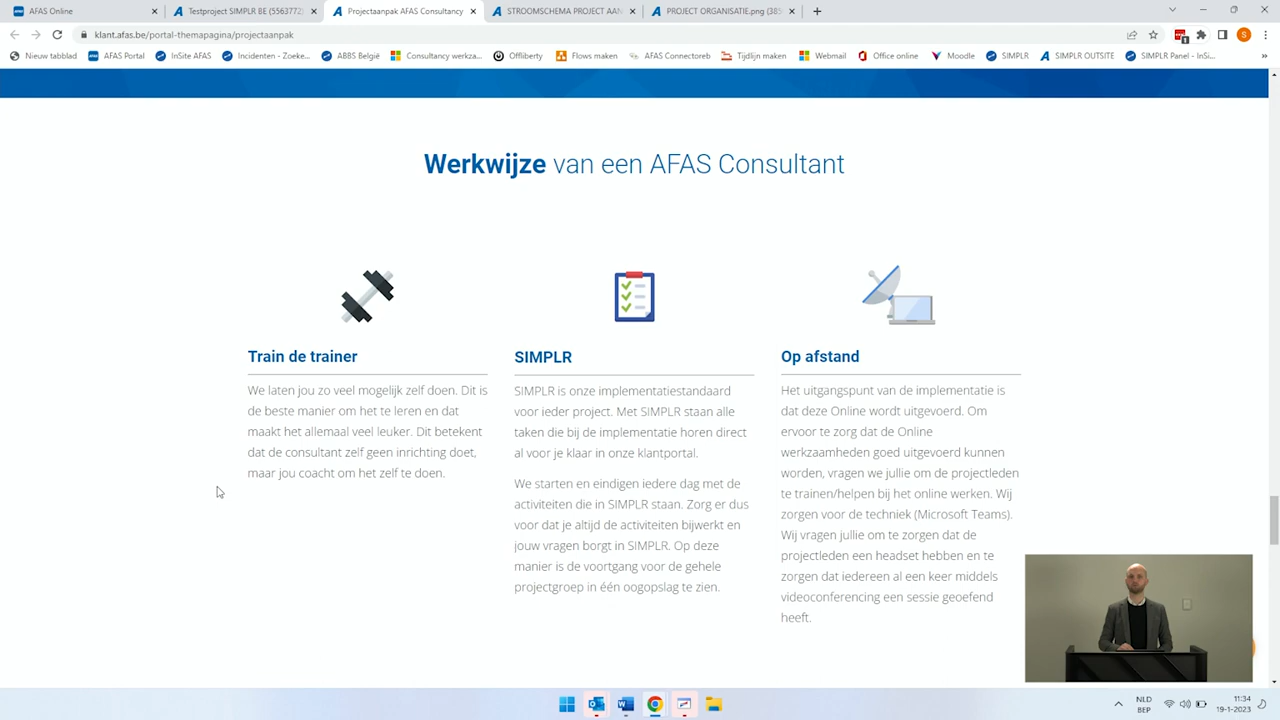 AFAS Online
Testproject SIMPLR BE (5563772)
Projectaanpak AFAS Consultancy
STROOMSCHEMA PROJECT AAN
PROJECT ORGANISATIE.png (385
klant.afas.be/portal-themapagina/projectaanpak
S
1
Nieuw tabblad
AFAS Portal
InSite AFAS
Incidenten - Zoeke...
ABBS België
Consultancy werkza...
Offliberty
Flows maken
AFAS Connectoreb
Tijdlijn maken
Webmail
Office online
Moodle
SIMPLR
SIMPLR OUTSITE
SIMPLR Panel - InSi...
»
Werkwijze van een AFAS Consultant
Train de trainer
We laten jou zo veel mogelijk zelf doen. Dit is
de beste manier om het te leren en dat
maakt het allemaal veel leuker. Dit betekent
dat de consultant zelf geen inrichting doet,
maar jou coacht om het zelf te doen.
SIMPLR
SIMPLR is onze implementatiestandaard
voor ieder project. Met SIMPLR staan alle
taken die bij de implementatie horen direct
al voor je klaar in onze klantportal.
We starten en eindigen iedere dag met de
activiteiten die in SIMPLR staan. Zorg er dus
voor dat je altijd de activiteiten bijwerkt en
jouw vragen borgt in SIMPLR. Op deze
manier is de voortgang voor de gehele
projectgroep in één oogopslag te zien.
Op afstand
Het uitgangspunt van de implementatie is
dat deze Online wordt uitgevoerd. Om
ervoor te zorg dat de Online
werkzaamheden goed uitgevoerd kunnen
worden, vragen we jullie om de projectleden
te trainen/helpen bij het online werken. Wij
zorgen voor de techniek (Microsoft Teams).
Wij vragen jullie om te zorgen dat de
projectleden een headset hebben en te
zorgen dat iedereen al een keer middels
videoconferencing een sessie geoefend
heeft.
NLD
BEP
11:34
19-1-2023